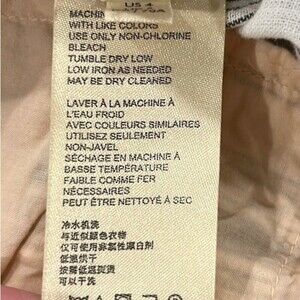 US 4
MACHIN
WITH LIKE COLORS
USE ONLY NON-CHLORINE
BLEACH
TUMBLE DRY LOW
LOW IRON AS NEEDED
MAY BE DRY CLEANED
LAVER À LA MACHINE À
L'EAU FROID
AVEC COULEURS SIMILAIRES
UTILISEZ SEULEMENT
NON-JAVEL
SÉCHAGE EN MACHINE À
BASSE TEMPÉRATURE
FAIBLE COMME FER
NÉCESSAIRES
PEUT ÊTRE NETTOYÉ À SEC
冷水机洗
与近似颜色衣物
仅可使用非氯性漂白剂
低温烘干
按需低温熨烫
可干洗